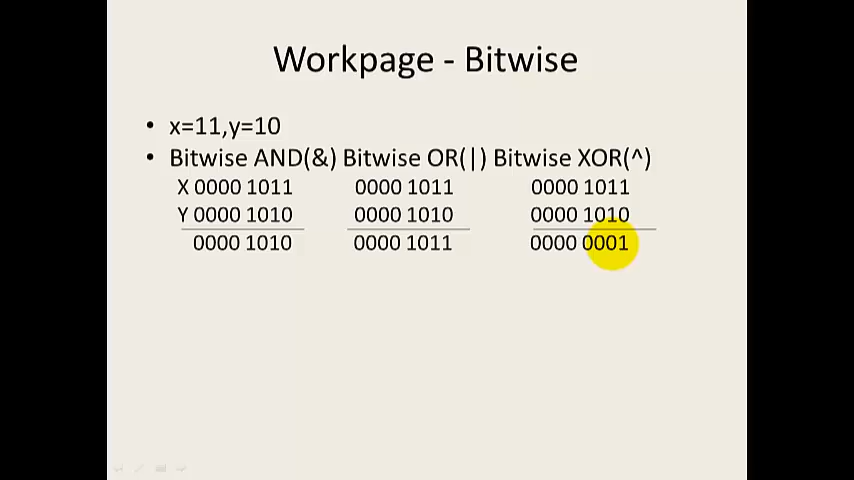 Workpage - Bitwise
• x=11,y=10
• Bitwise AND(&) Bitwise OR(|) Bitwise XOR(^)
X 0000 1011 0000 1011 0000 1011
Y 0000 1010 0000 1010 0000 1010
0000 1010 0000 1011 0000 0001